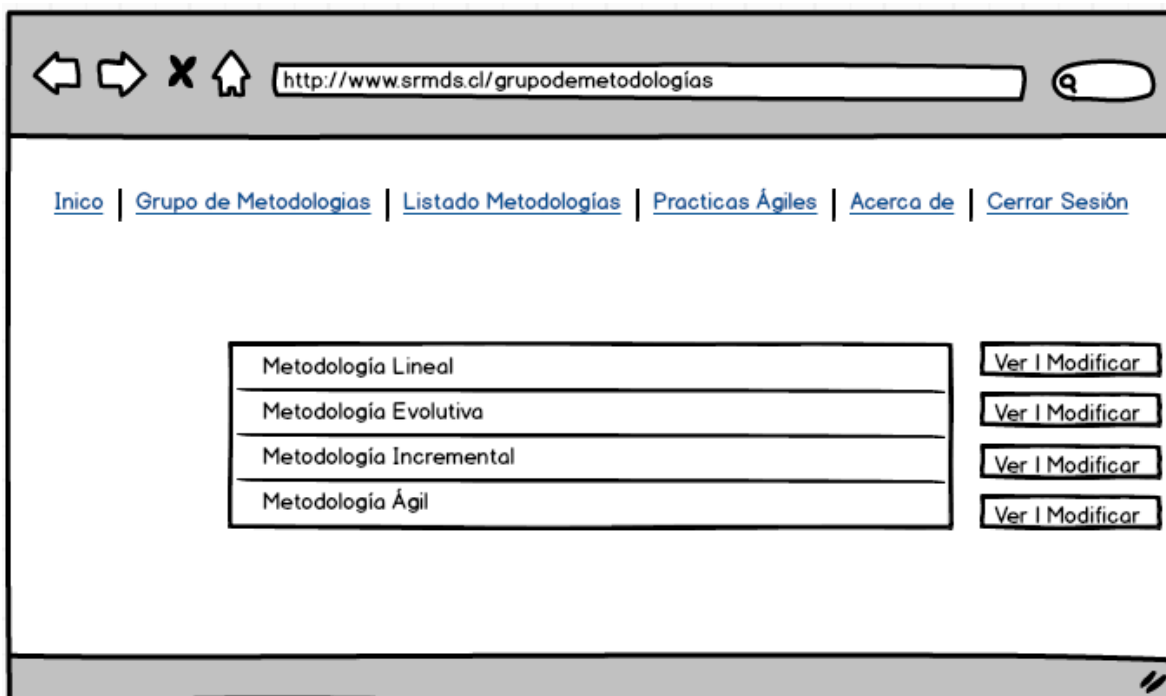 http://www.srmds.cl/grupodemetodologías
Inico | Grupo de Metodologias | Listado Metodologías | Practicas Ágiles | Acerca de | Cerrar Sesión
Metodología Lineal
Ver | Modificar
Metodología Evolutiva
Ver | Modificar
Metodología Incremental
Ver | Modificar
Metodología Ágil
Ver | Modificar